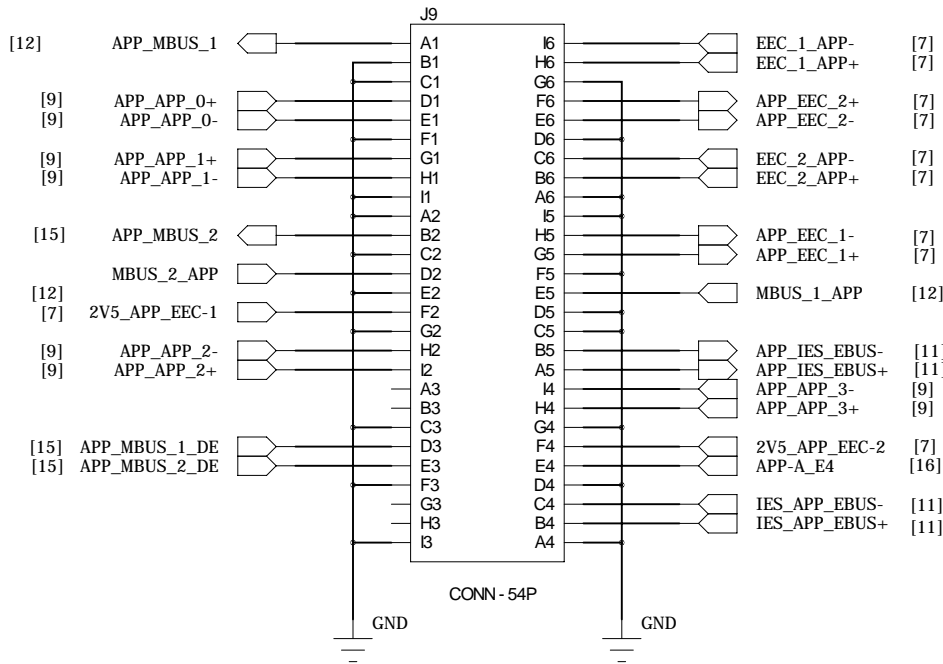 J9
[12] APP_MBUS_1 A1 I6 EEC_1_APP- [7]
B1 H6 EEC_1_APP+ [7]
C1 G6
[9] APP_APP_0+ D1 F6 APP_EEC_2+ [7]
[9] APP_APP_0- E1 E6 APP_EEC_2- [7]
F1 D6
[9] APP_APP_1+ G1 C6 EEC_2_APP- [7]
[9] APP_APP_1- H1 B6 EEC_2_APP+ [7]
I1 A6
A2 I5
[15] APP_MBUS_2 B2 H5 APP_EEC_1- [7]
C2 G5 APP_EEC_1+ [7]
MBUS_2_APP D2 F5
[12] E2 E5 MBUS_1_APP [12]
[7] 2V5_APP_EEC-1 F2 D5
G2 C5
[9] APP_APP_2- H2 B5 APP_IES_EBUS- [11]
[9] APP_APP_2+ I2 A5 APP_IES_EBUS+ [11]
A3 I4 APP_APP_3- [9]
B3 H4 APP_APP_3+ [9]
C3 G4
[15] APP_MBUS_1_DE D3 F4 2V5_APP_EEC-2 [7]
[15] APP_MBUS_2_DE E3 E4 APP-A_E4 [16]
F3 D4
G3 C4 IES_APP_EBUS- [11]
H3 B4 IES_APP_EBUS+ [11]
I3 A4
CONN - 54P
GND GND